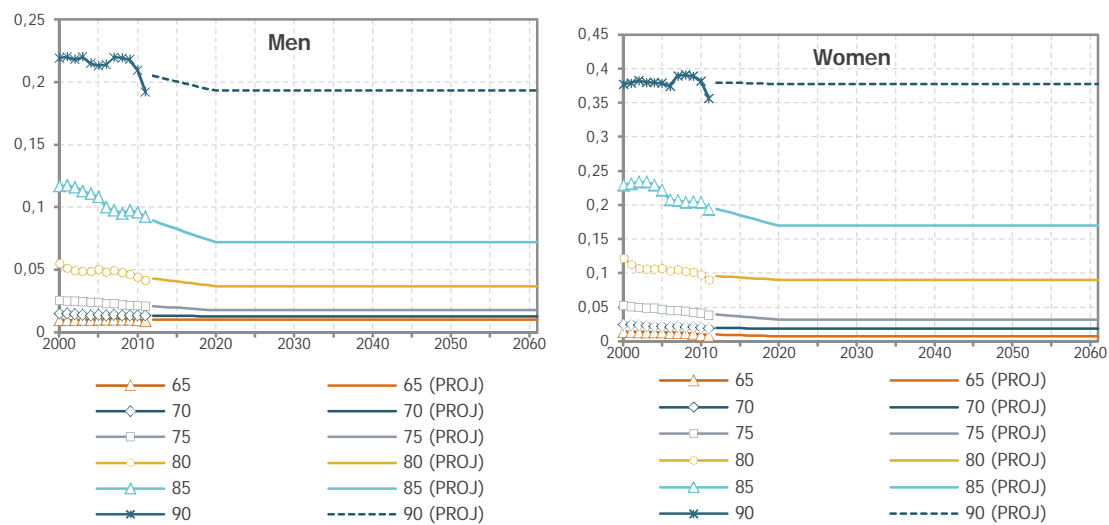 Men
0,25
0,2
0,15
0,1
0,05
0
2000 2010 2020 2030 2040 2050 2060
65 65 (PROJ)
70 70 (PROJ)
75 75 (PROJ)
80 80 (PROJ)
85 85 (PROJ)
90 90 (PROJ)
Women
0,45
0,4
0,35
0,3
0,25
0,2
0,15
0,1
0,05
0
2000 2010 2020 2030 2040 2050 2060
65 65 (PROJ)
70 70 (PROJ)
75 75 (PROJ)
80 80 (PROJ)
85 85 (PROJ)
90 90 (PROJ)